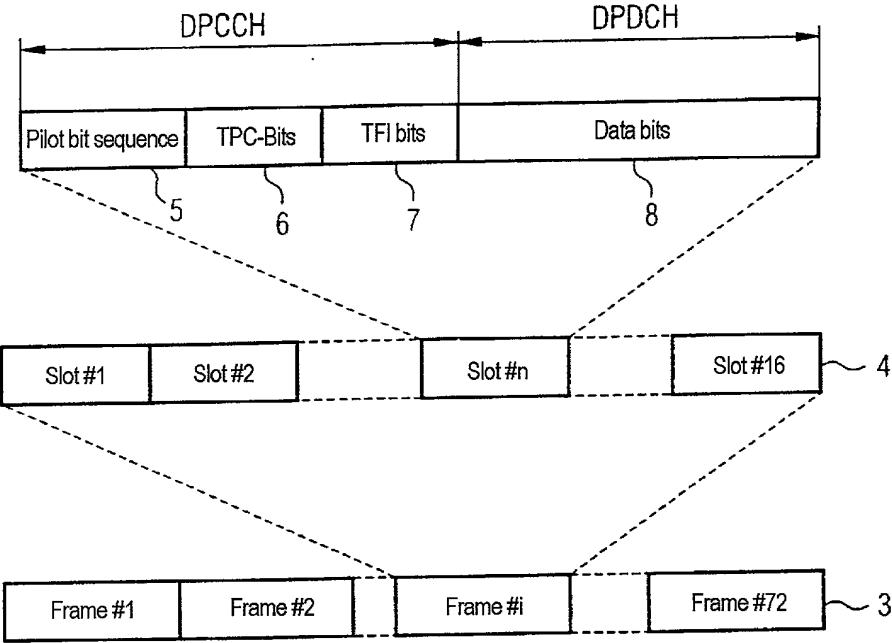 DPCCH DPDCH
Pilot bit sequence TPC-Bits TFI bits Data bits
5 6 7 8
Slot #1 Slot #2 Slot #n Slot #16 4
Frame #1 Frame #2 Frame #i Frame #72 3